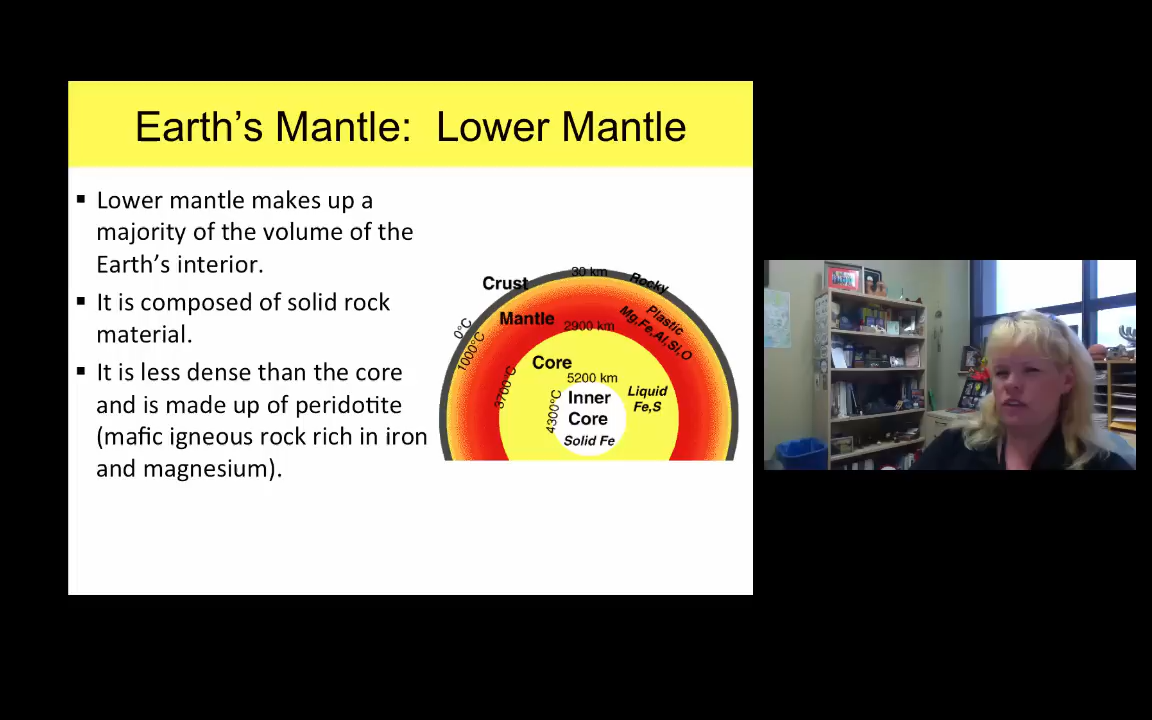 Earth's Mantle: Lower Mantle
▪ Lower mantle makes up a
majority of the volume of the
Earth's interior.
▪ It is composed of solid rock
material.
▪ It is less dense than the core
and is made up of peridotite
(mafic igneous rock rich in iron
and magnesium).
30 km
Crust
Rocky
Mantle
2900 km
Plastic
Mg,Fe,Al,Si,O
0°C
1000°C
Core
3700°C
5200 km
4300°C
Inner
Core
Solid Fe
Liquid
Fe,S